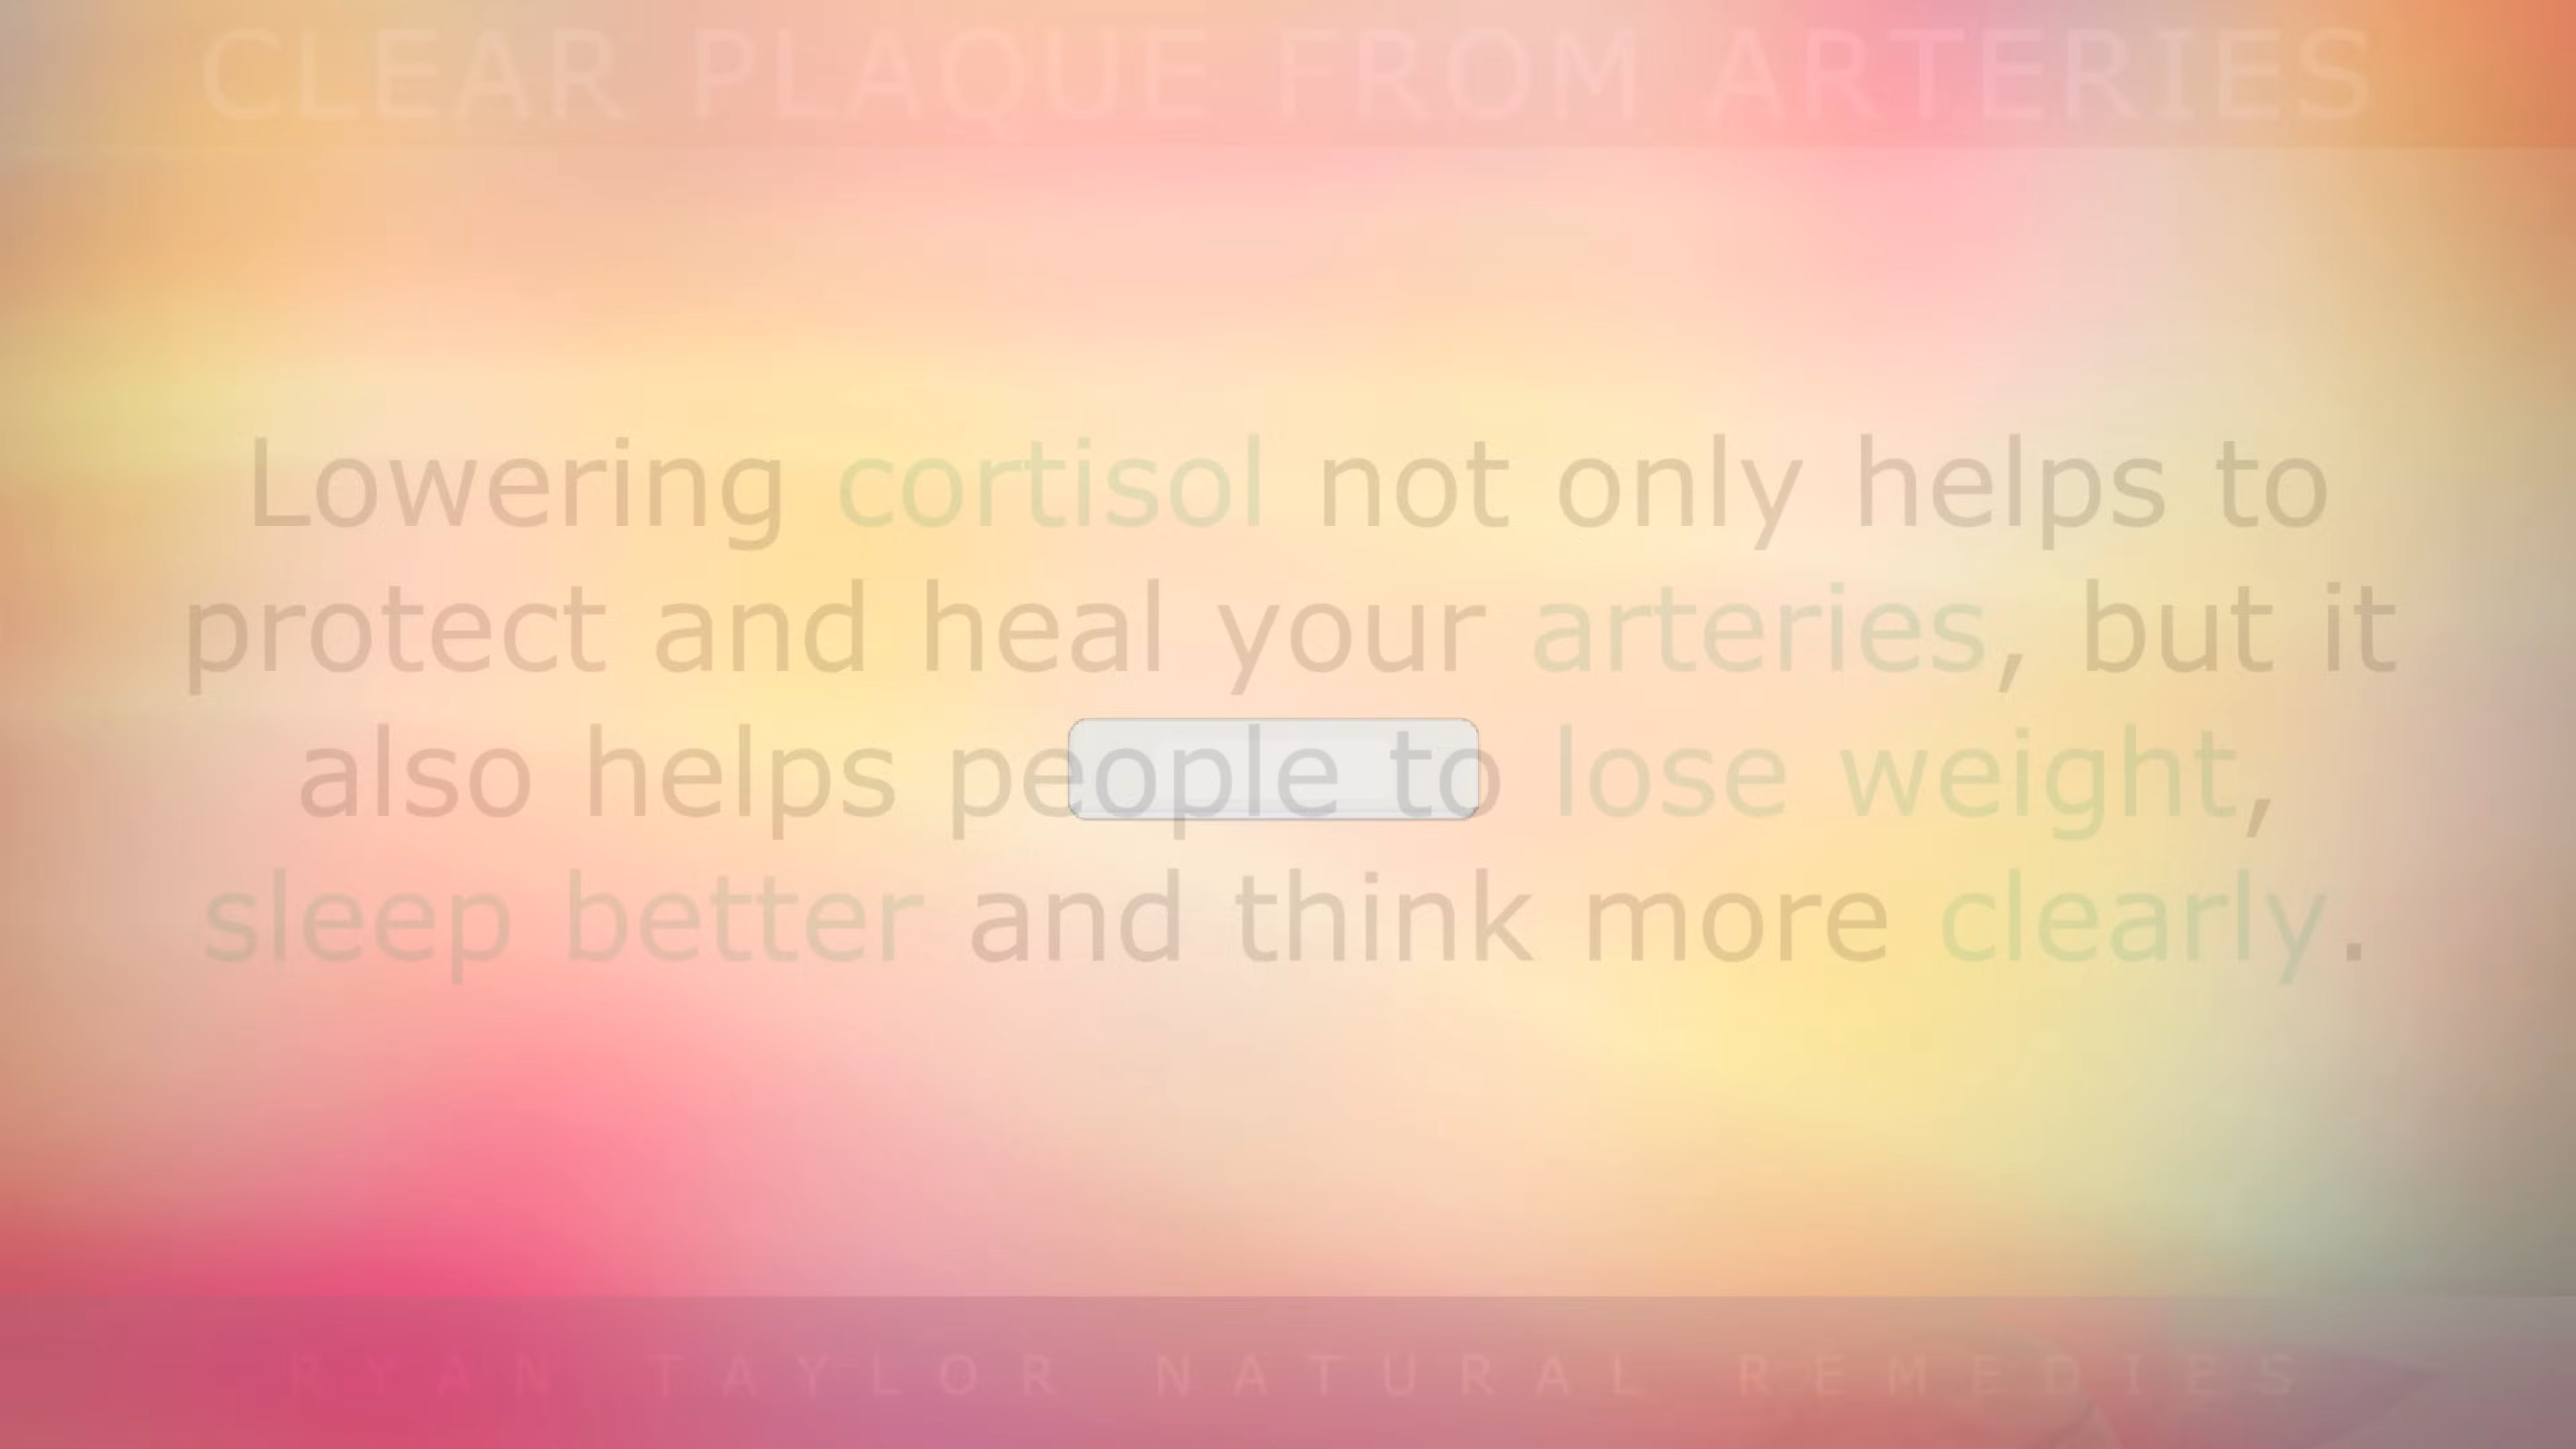 CLEAR PLAQUE FROM ARTERIES
Lowering cortisol not only helps to
protect and heal your arteries, but it
also helps people to lose weight,
sleep better and think more clearly.
RYAN TAYLOR NATURAL REMEDIES